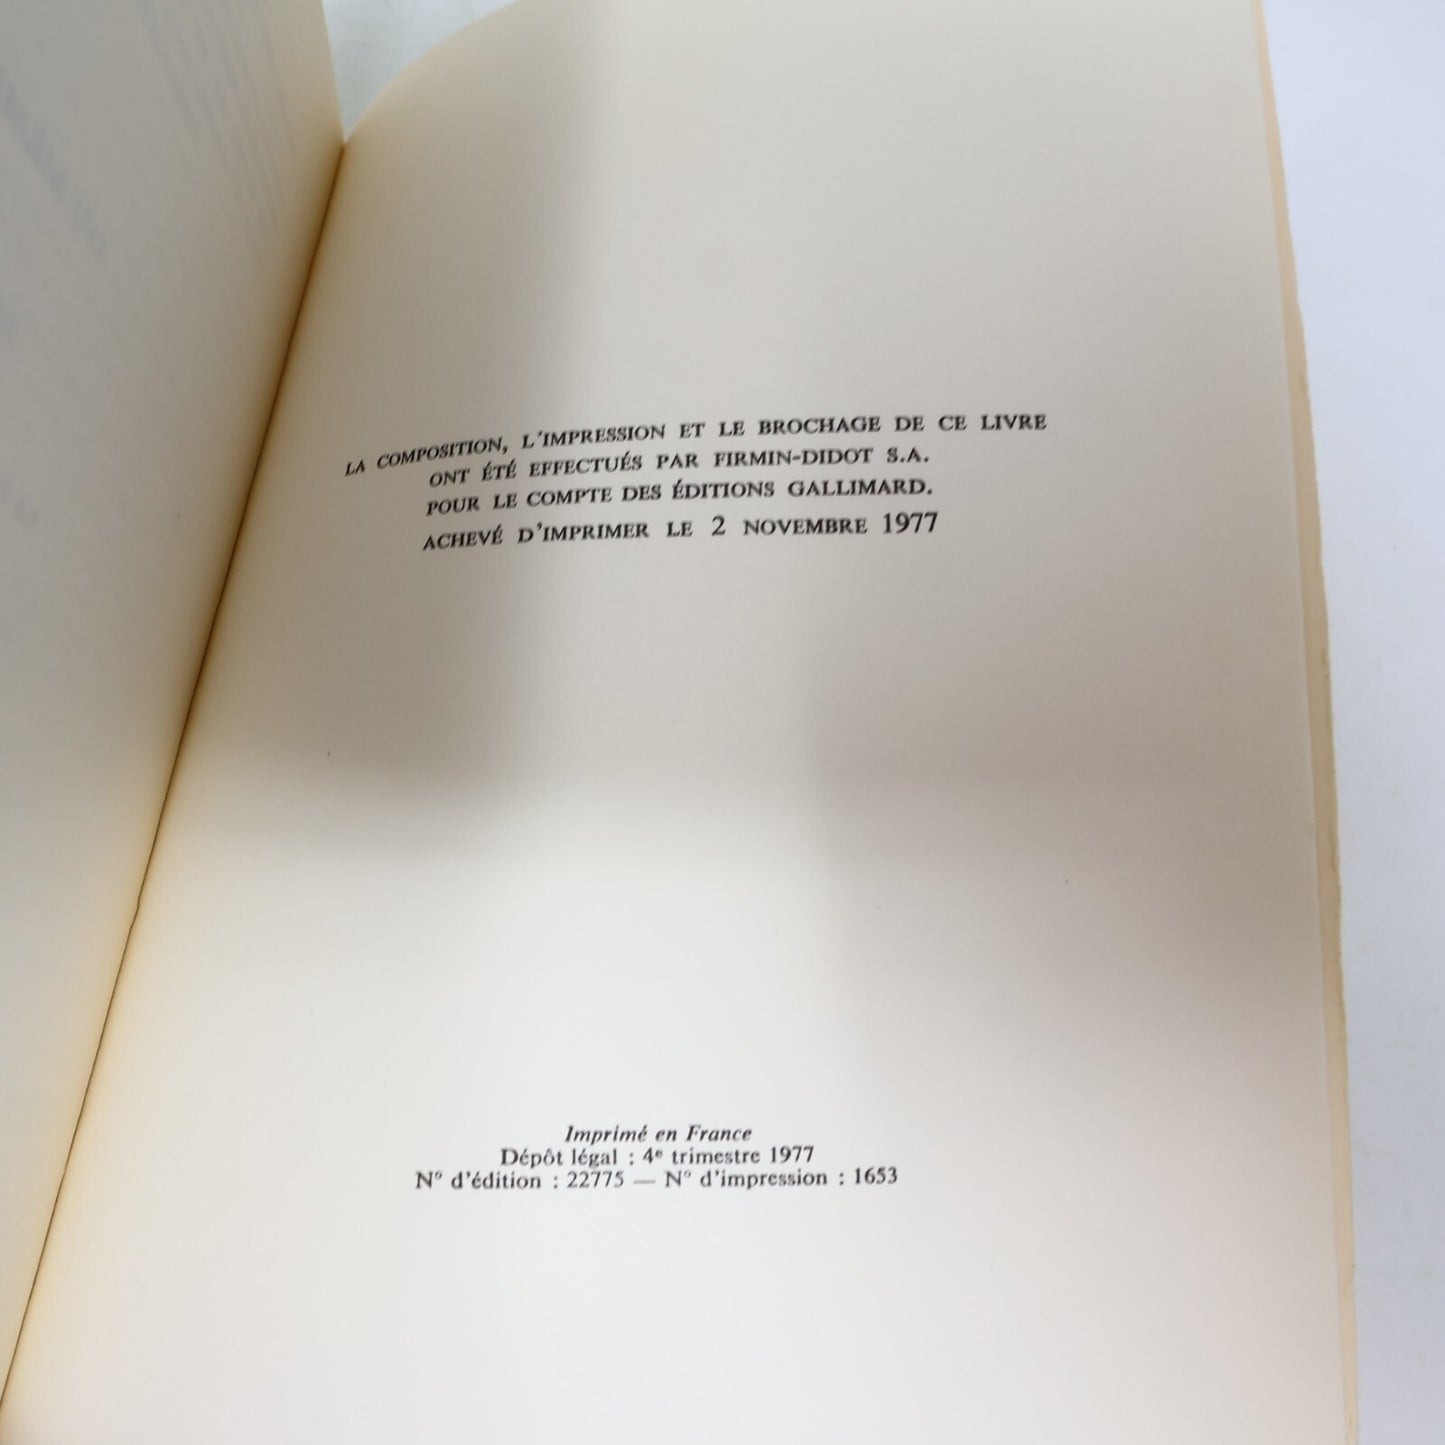 LA COMPOSITION, L'IMPRESSION ET LE BROCHAGE DE CE LIVRE
ONT ÉTÉ EFFECTUÉS PAR FIRMIN-DIDOT S.A.
POUR LE COMPTE DES ÉDITIONS GALLIMARD.
ACHEVÉ D'IMPRIMER LE 2 NOVEMBRE 1977
Imprimé en France
Dépôt légal : 4e trimestre 1977
N° d'édition : 22775 — N° d'impression : 1653